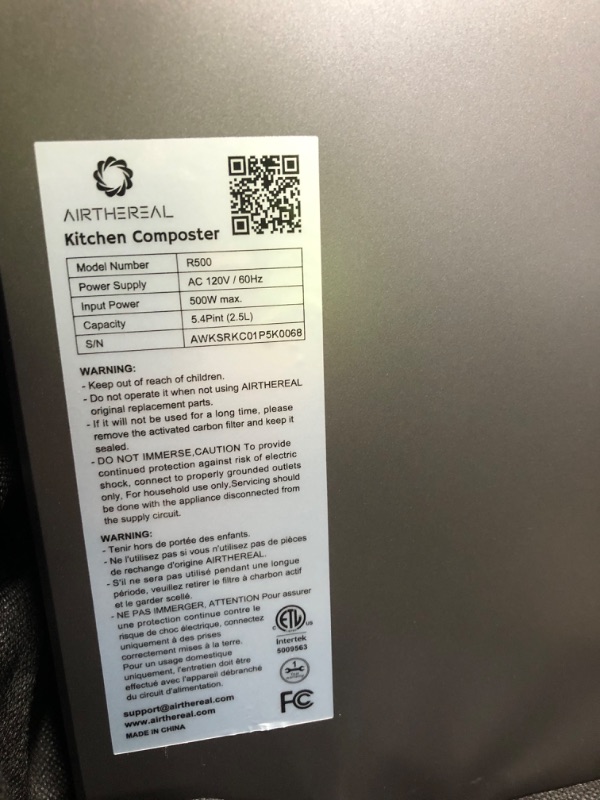 AIRTHEREAL
Kitchen Composter
Model Number R500
Power Supply AC 120V / 60Hz
Input Power 500W max.
Capacity 5.4Pint (2.5L)
S/N AWKSRKC01P5K0068
WARNING:
- Keep out of reach of children.
- Do not operate it when not using AIRTHEREAL
original replacement parts.
- If it will not be used for a long time, please
remove the activated carbon filter and keep it
sealed.
- DO NOT IMMERSE,CAUTION To provide
continued protection against risk of electric
shock, connect to properly grounded outlets
only. For household use only,Servicing should
be done with the appliance disconnected from
the supply circuit.
WARNING:
- Tenir hors de portée des enfants.
- Ne l'utilisez pas si vous n'utilisez pas de pièces
de rechange d'origine AIRTHEREAL.
- S'il ne sera pas utilisé pendant une longue
période, veuillez retirer le filtre à charbon actif
et le garder scellé.
- NE PAS IMMERGER, ATTENTION Pour assurer
une protection continue contre le
risque de choc électrique, connectez
uniquement à des prises
correctement mises à la terre.
Pour un usage domestique
uniquement, l'entretien doit être
effectué avec l'appareil débranché
du circuit d'alimentation.
C ETL US
Intertek
5009563
1
support@airthereal.com
www.airthereal.com
MADE IN CHINA
FC